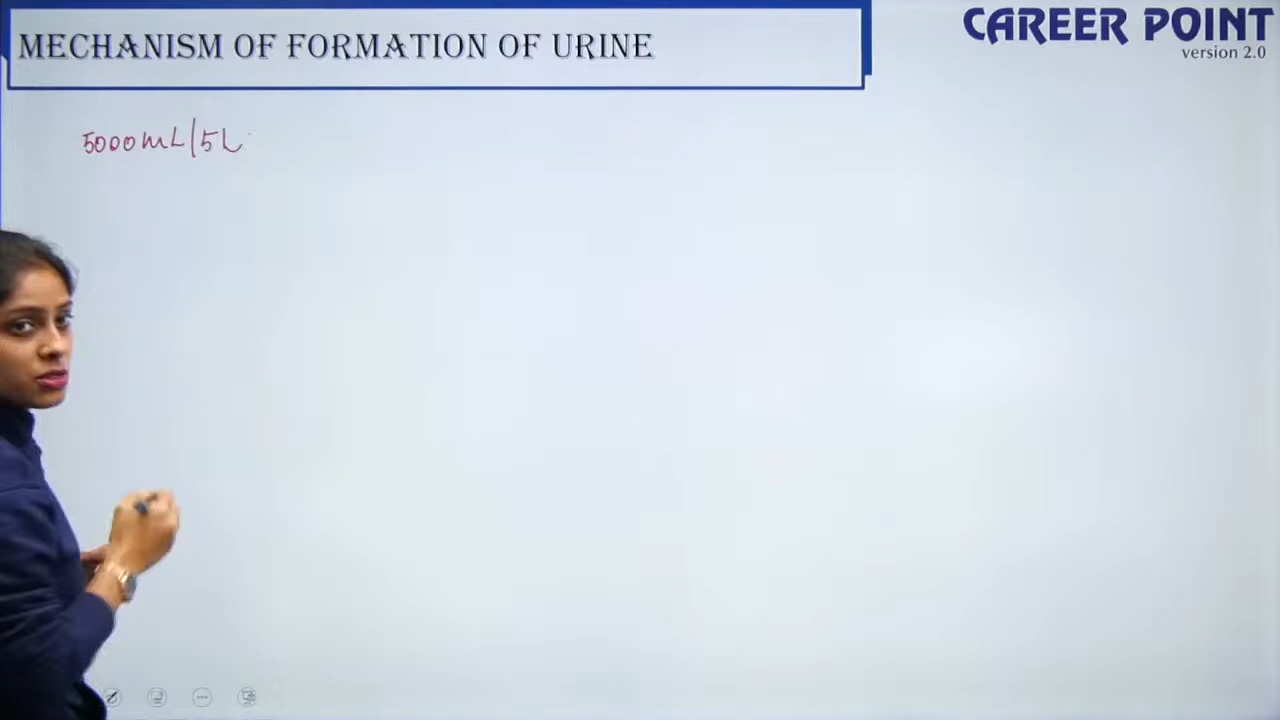 MECHANISM OF FORMATION OF URINE
CAREER POINT
version 2.0
5000mL/5L